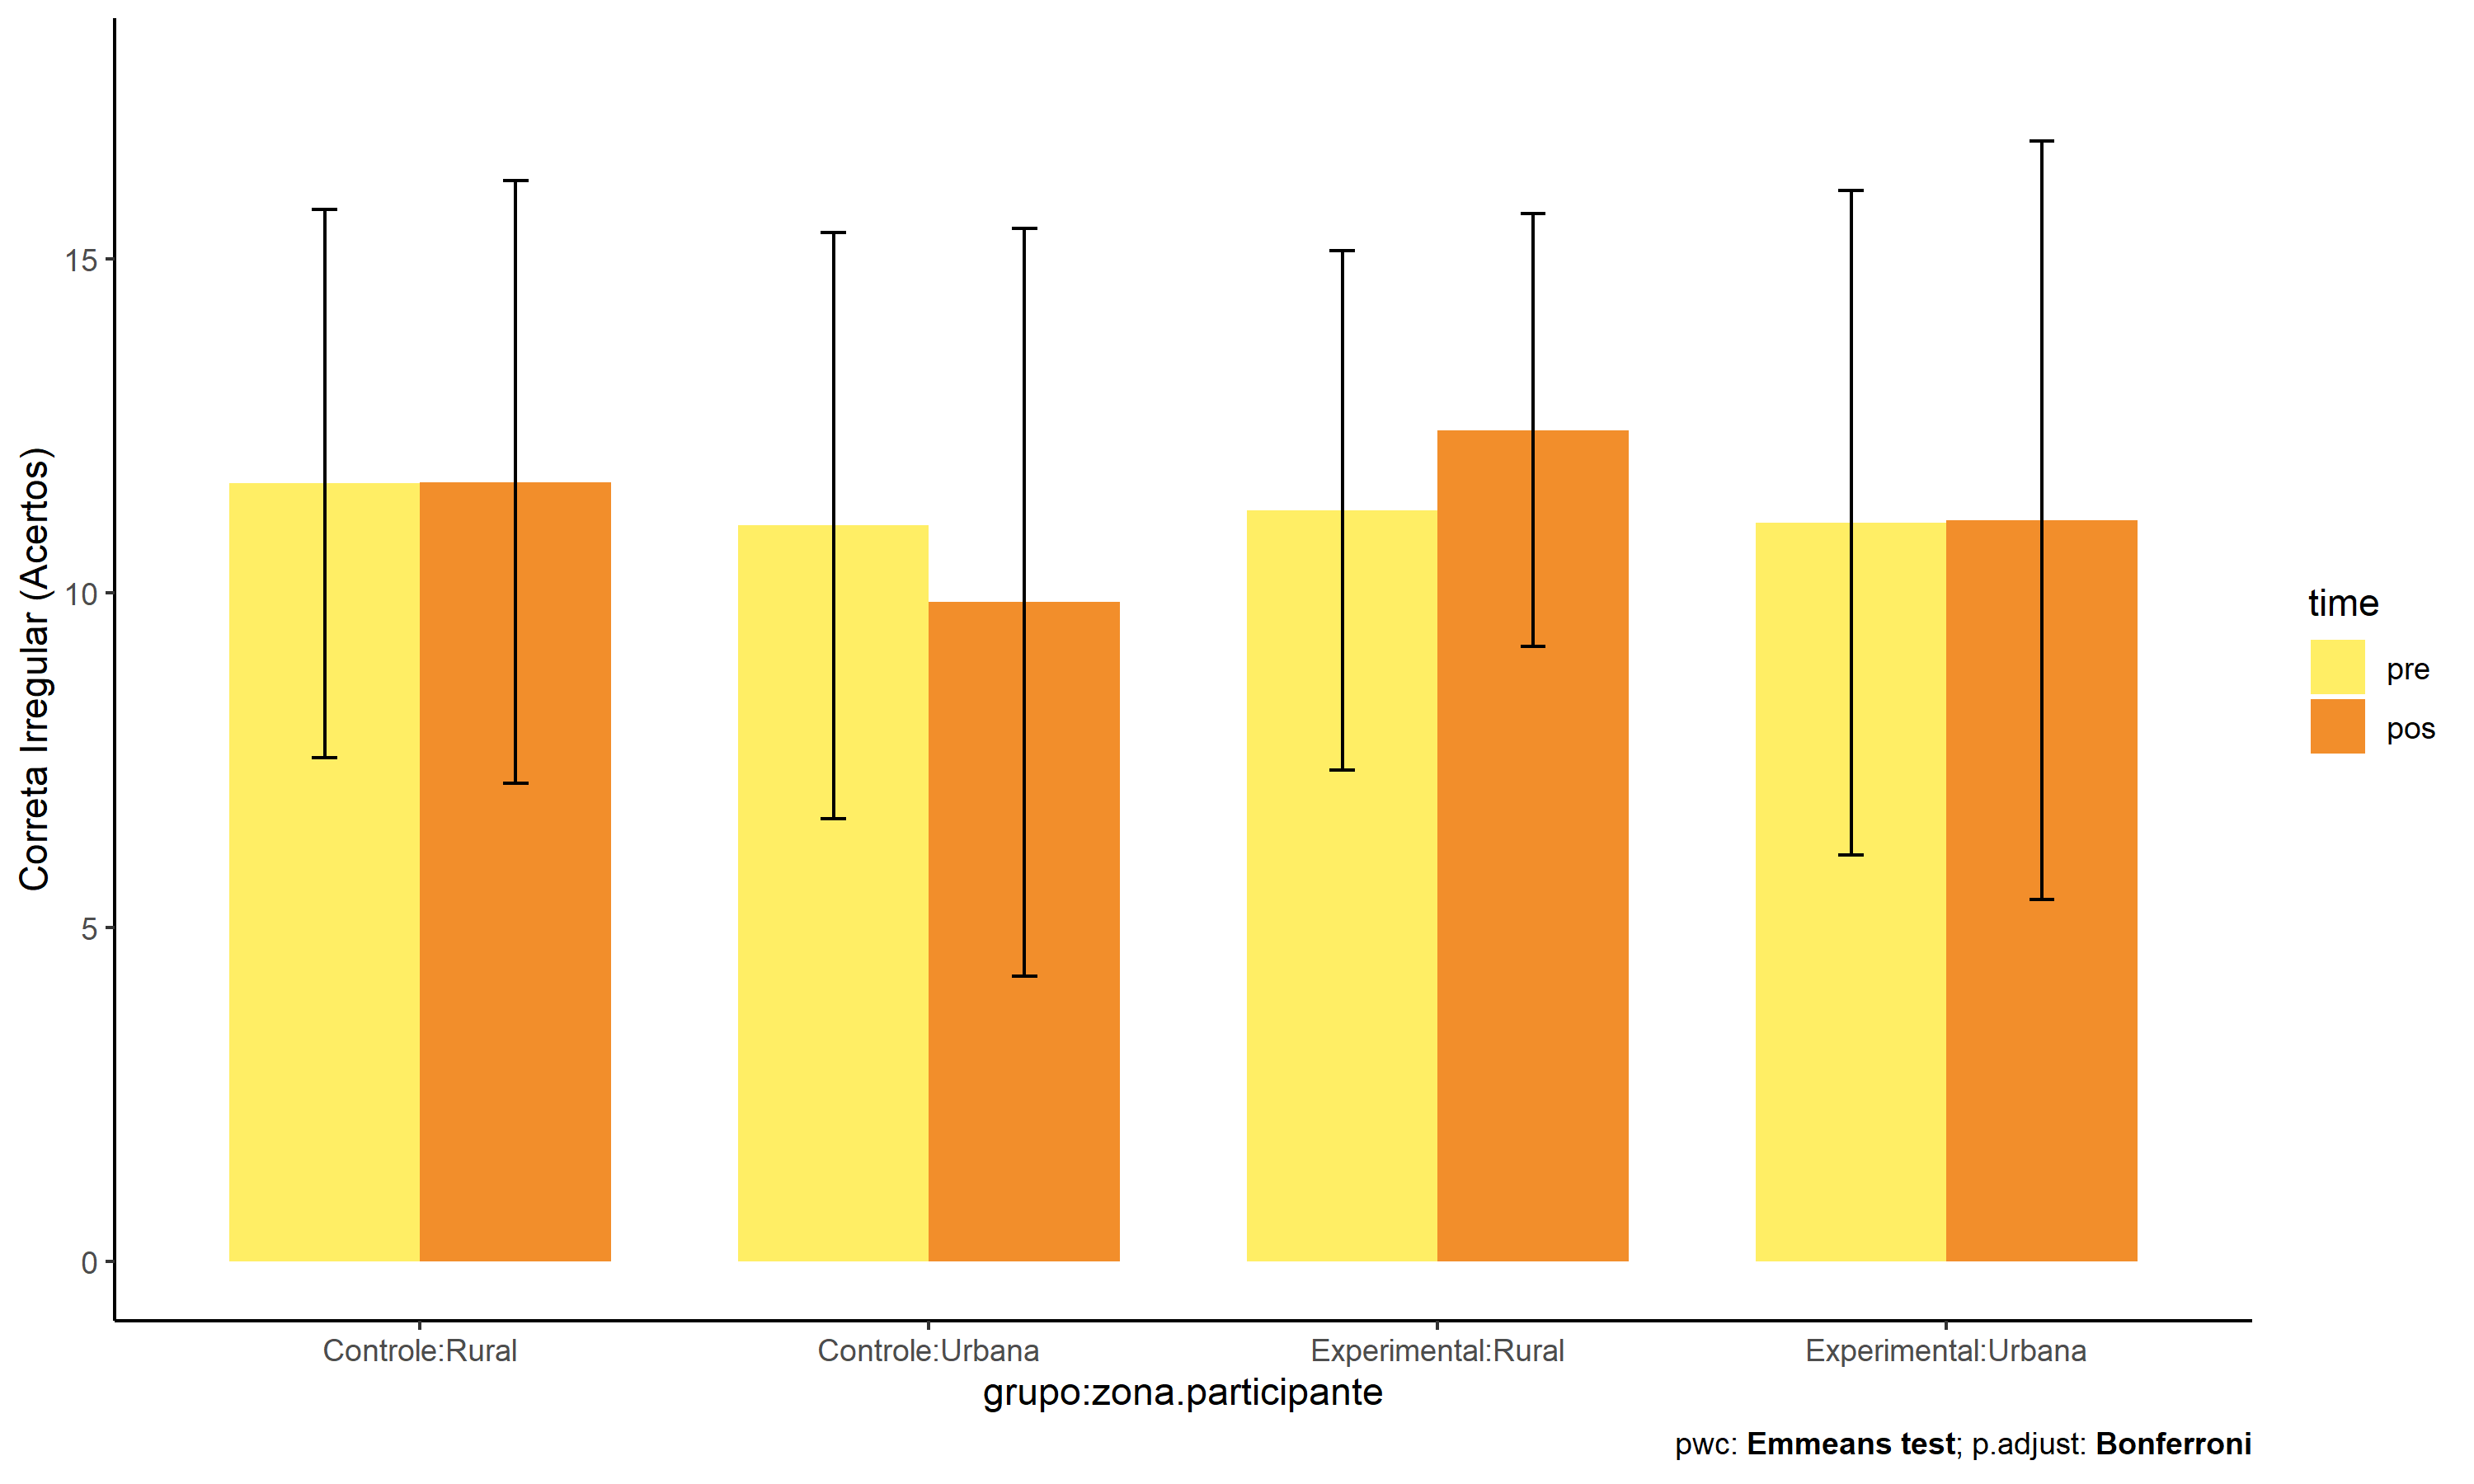 Correta Irregular (Acertos)
15
10
5
0
Controle:Rural
Controle:Urbana
Experimental:Rural
Experimental:Urbana
grupo:zona.participante
time
pre
pos
pwc: Emmeans test; p.adjust: Bonferroni